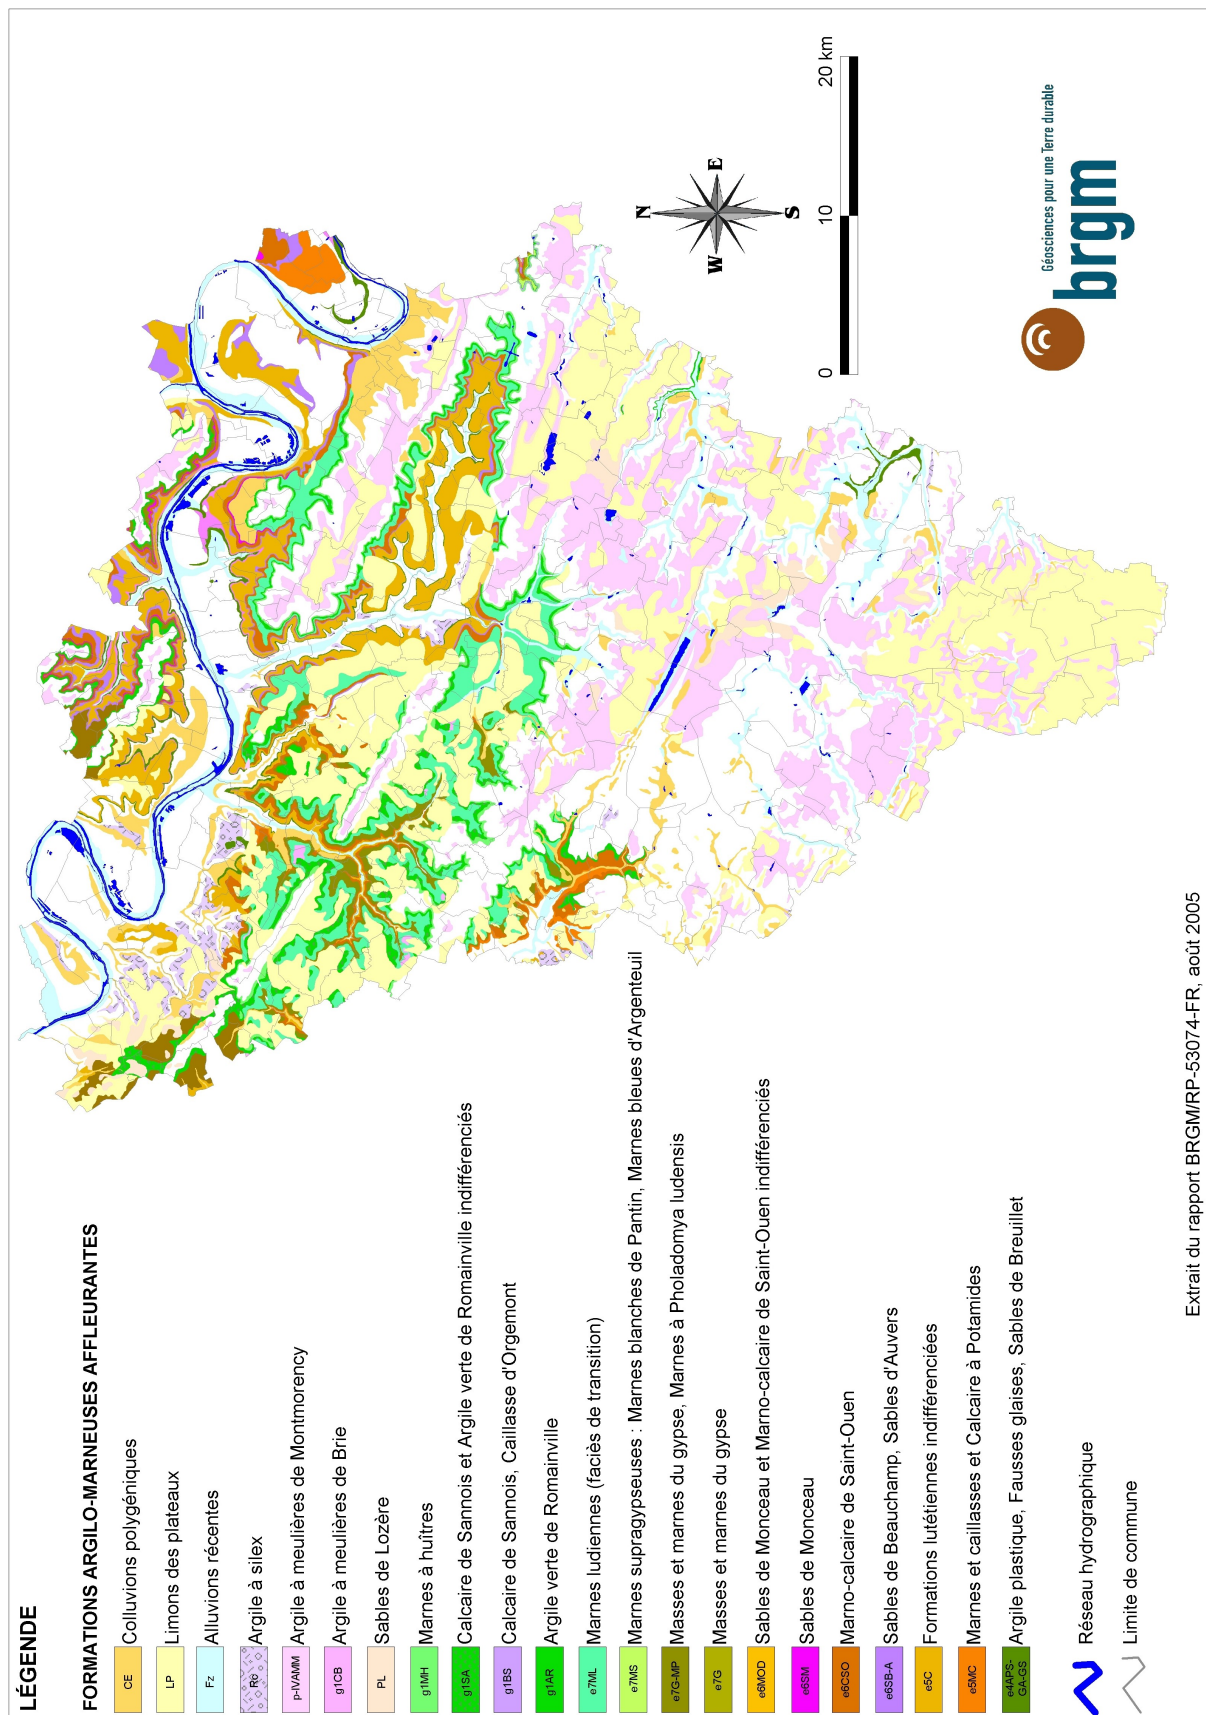 LÉGENDE
FORMATIONS ARGILO-MARNEUSES AFFLEURANTES
CE Colluvions polygéniques
LP Limons des plateaux
Fz Alluvions récentes
Rc Argile à silex
p-IVAMM Argile à meulières de Montmorency
g1CB Argile à meulières de Brie
PL Sables de Lozère
g1MH Marnes à huîtres
g1SA Calcaire de Sannois et Argile verte de Romainville indifférenciés
g1BS Calcaire de Sannois, Caillasse d'Orgemont
g1AR Argile verte de Romainville
e7ML Marnes ludiennes (faciès de transition)
e7MS Marnes supragypseuses : Marnes blanches de Pantin, Marnes bleues d'Argenteuil
e7G-MP Masses et marnes du gypse, Marnes à Pholadomya ludensis
e7G Masses et marnes du gypse
e6MOD Sables de Monceau et Marno-calcaire de Saint-Ouen indifférenciés
e6SM Sables de Monceau
e6CSO Marno-calcaire de Saint-Ouen
e6SB-A Sables de Beauchamp, Sables d'Auvers
e5C Formations lutétiennes indifférenciées
e5MC Marnes et caillasses et Calcaire à Potamides
e4APS-GA-GS Argile plastique, Fausses glaises, Sables de Breuillet
Réseau hydrographique
Limite de commune
N
W E
S
0 10 20 km
Géosciences pour une Terre durable
brgm
Extrait du rapport BRGM/RP-53074-FR, août 2005